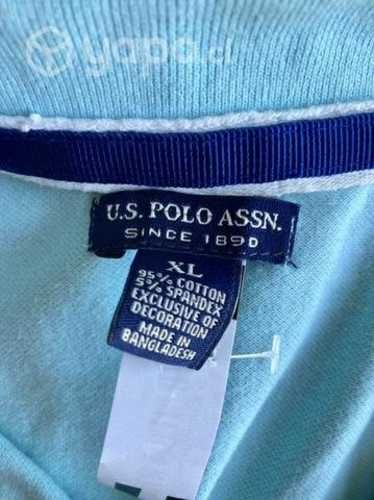 yapo.cl
U.S. POLO ASSN.
SINCE 1890
XL
95% COTTON
5% SPANDEX
EXCLUSIVE OF
DECORATION
MADE IN
BANGLADESH